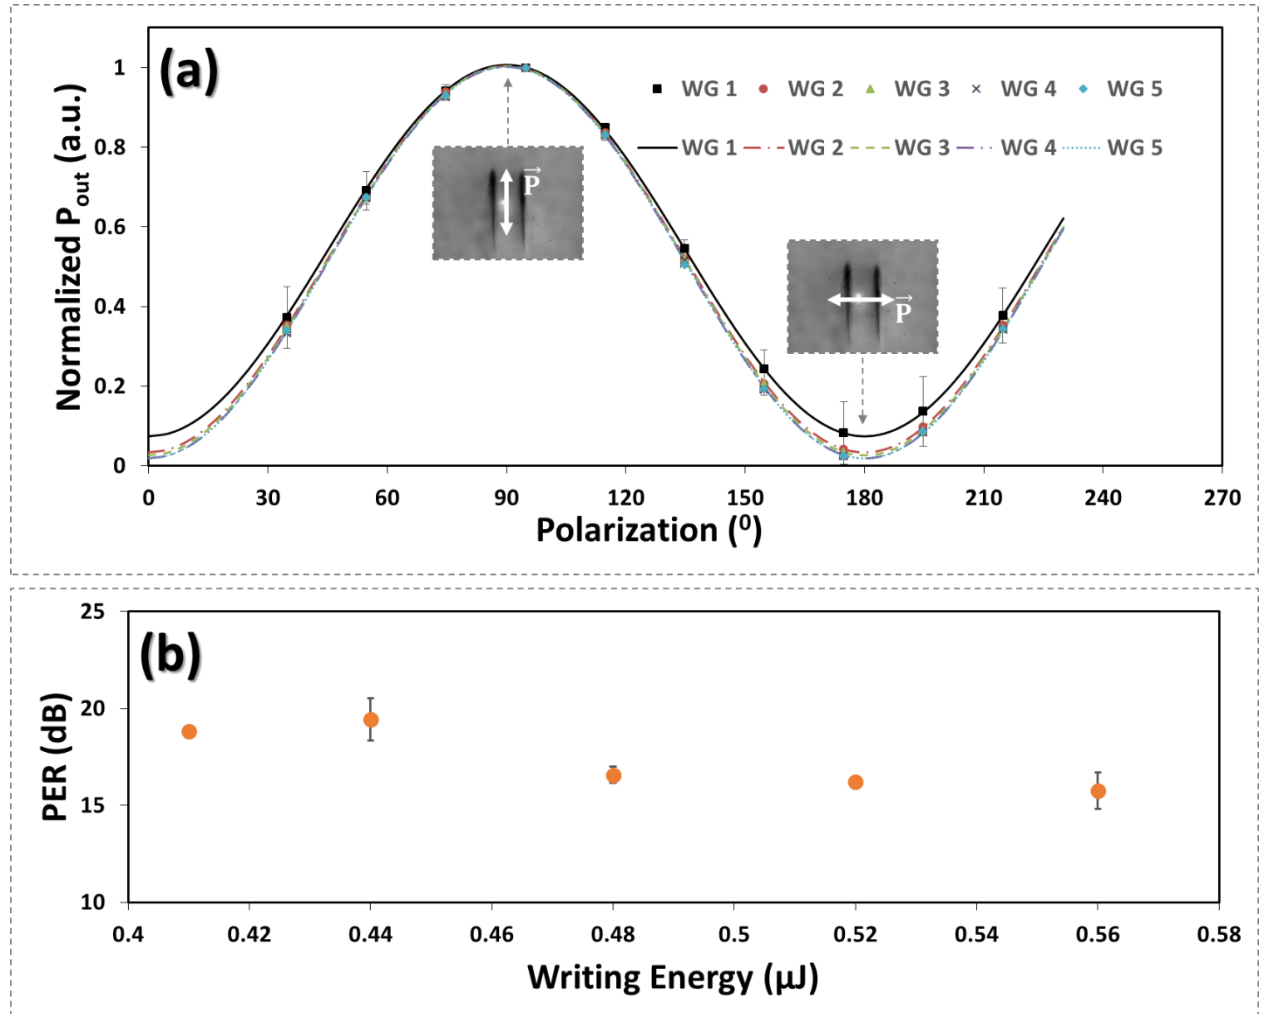 (a)
Normalized Pout (a.u.)
1
0.8
0.6
0.4
0.2
0
WG 1 WG 2 WG 3 WG 4 WG 5
WG 1 WG 2 WG 3 WG 4 WG 5
P
P
0 30 60 90 120 150 180 210 240 270
Polarization (⁰)
(b)
PER (dB)
25
20
15
10
0.4 0.42 0.44 0.46 0.48 0.5 0.52 0.54 0.56 0.58
Writing Energy (µJ)